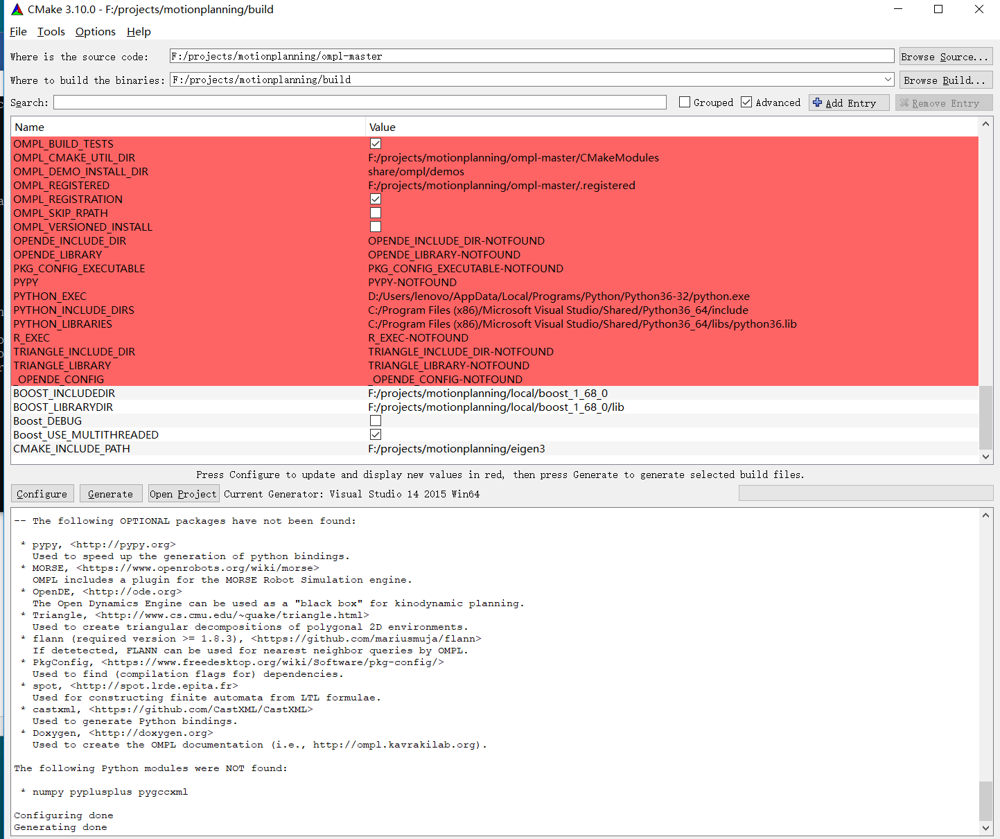 CMake 3.10.0 - F:/projects/motionplanning/build
File Tools Options Help
Where is the source code: F:/projects/motionplanning/ompl-master Browse Source...
Where to build the binaries: F:/projects/motionplanning/build Browse Build...
Search: Grouped Advanced Add Entry Remove Entry
Name Value
OMPL_BUILD_TESTS
OMPL_CMAKE_UTIL_DIR F:/projects/motionplanning/ompl-master/CMakeModules
OMPL_DEMO_INSTALL_DIR share/ompl/demos
OMPL_REGISTERED F:/projects/motionplanning/ompl-master/.registered
OMPL_REGISTRATION
OMPL_SKIP_RPATH
OMPL_VERSIONED_INSTALL
OPENDE_INCLUDE_DIR OPENDE_INCLUDE_DIR-NOTFOUND
OPENDE_LIBRARY OPENDE_LIBRARY-NOTFOUND
PKG_CONFIG_EXECUTABLE PKG_CONFIG_EXECUTABLE-NOTFOUND
PYPY PYPY-NOTFOUND
PYTHON_EXEC D:/Users/lenovo/AppData/Local/Programs/Python/Python36-32/python.exe
PYTHON_INCLUDE_DIRS C:/Program Files (x86)/Microsoft Visual Studio/Shared/Python36_64/include
PYTHON_LIBRARIES C:/Program Files (x86)/Microsoft Visual Studio/Shared/Python36_64/libs/python36.lib
R_EXEC R_EXEC-NOTFOUND
TRIANGLE_INCLUDE_DIR TRIANGLE_INCLUDE_DIR-NOTFOUND
TRIANGLE_LIBRARY TRIANGLE_LIBRARY-NOTFOUND
_OPENDE_CONFIG _OPENDE_CONFIG-NOTFOUND
BOOST_INCLUDEDIR F:/projects/motionplanning/local/boost_1_68_0
BOOST_LIBRARYDIR F:/projects/motionplanning/local/boost_1_68_0/lib
Boost_DEBUG
Boost_USE_MULTITHREADED
CMAKE_INCLUDE_PATH F:/projects/motionplanning/eigen3
Press Configure to update and display new values in red, then press Generate to generate selected build files.
Configure Generate Open Project Current Generator: Visual Studio 14 2015 Win64
-- The following OPTIONAL packages have not been found:
* pypy, <http://pypy.org>
Used to speed up the generation of python bindings.
* MORSE, <https://www.openrobots.org/wiki/morse>
OMPL includes a plugin for the MORSE Robot Simulation engine.
* OpenDE, <http://ode.org>
The Open Dynamics Engine can be used as a "black box" for kinodynamic planning.
* Triangle, <http://www.cs.cmu.edu/~quake/triangle.html>
Used to create triangular decompositions of polygonal 2D environments.
* flann (required version >= 1.8.3), <https://github.com/mariusmuja/flann>
If detetected, FLANN can be used for nearest neighbor queries by OMPL.
* PkgConfig, <https://www.freedesktop.org/wiki/Software/pkg-config/>
Used to find (compilation flags for) dependencies.
* spot, <http://spot.lrde.epita.fr>
Used for constructing finite automata from LTL formulae.
* castxml, <https://github.com/CastXML/CastXML>
Used to generate Python bindings.
* Doxygen, <http://doxygen.org>
Used to create the OMPL documentation (i.e., http://ompl.kavrakilab.org).
The following Python modules were NOT found:
* numpy pyplusplus pygccxml
Configuring done
Generating done